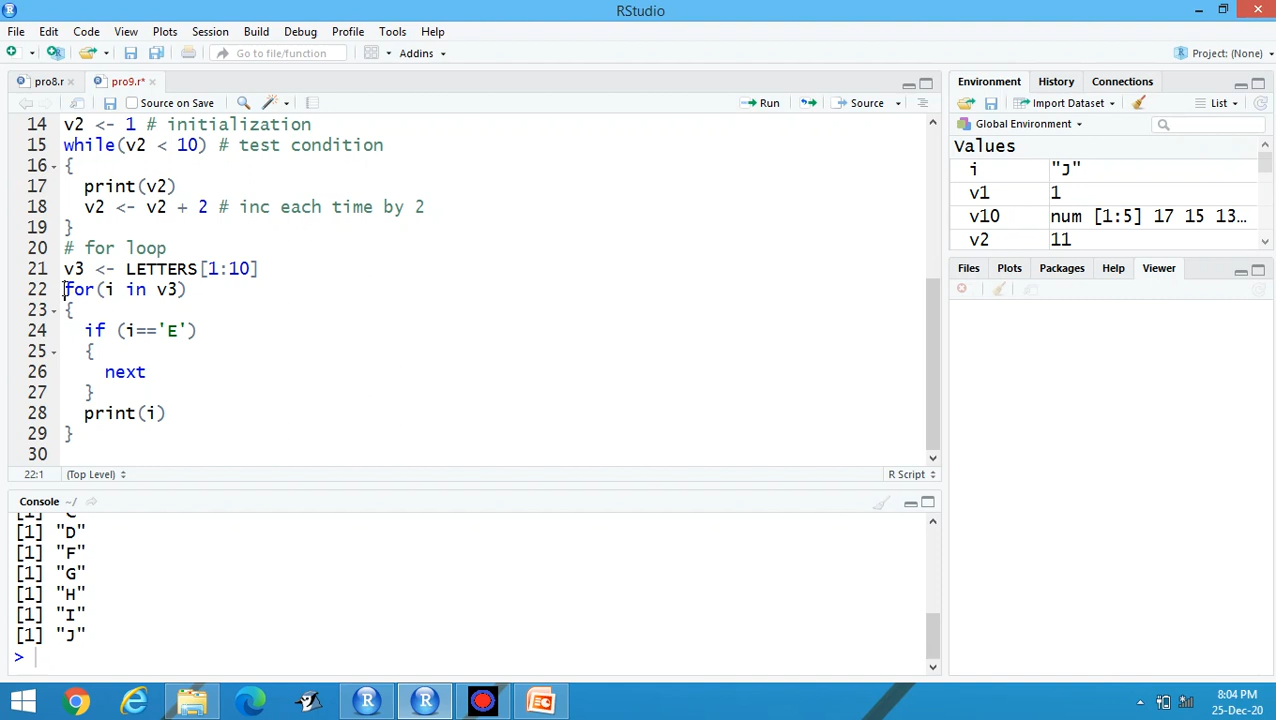 RStudio
File Edit Code View Plots Session Build Debug Profile Tools Help
Go to file/function Addins Project: (None)
pro8.r pro9.r*
Source on Save Run Source
14 v2 <- 1 # initialization
15 while(v2 < 10) # test condition
16 {
17 print(v2)
18 v2 <- v2 + 2 # inc each time by 2
19 }
20 # for loop
21 v3 <- LETTERS[1:10]
22 for(i in v3)
23 {
24 if (i=='E')
25 {
26 next
27 }
28 print(i)
29 }
30
22:1 (Top Level) R Script
Console ~/
[1] "C"
[1] "D"
[1] "F"
[1] "G"
[1] "H"
[1] "I"
[1] "J"
>
Environment History Connections
Import Dataset List
Global Environment
Values
i "J"
v1 1
v10 num [1:5] 17 15 13...
v2 11
Files Plots Packages Help Viewer
8:04 PM
25-Dec-20